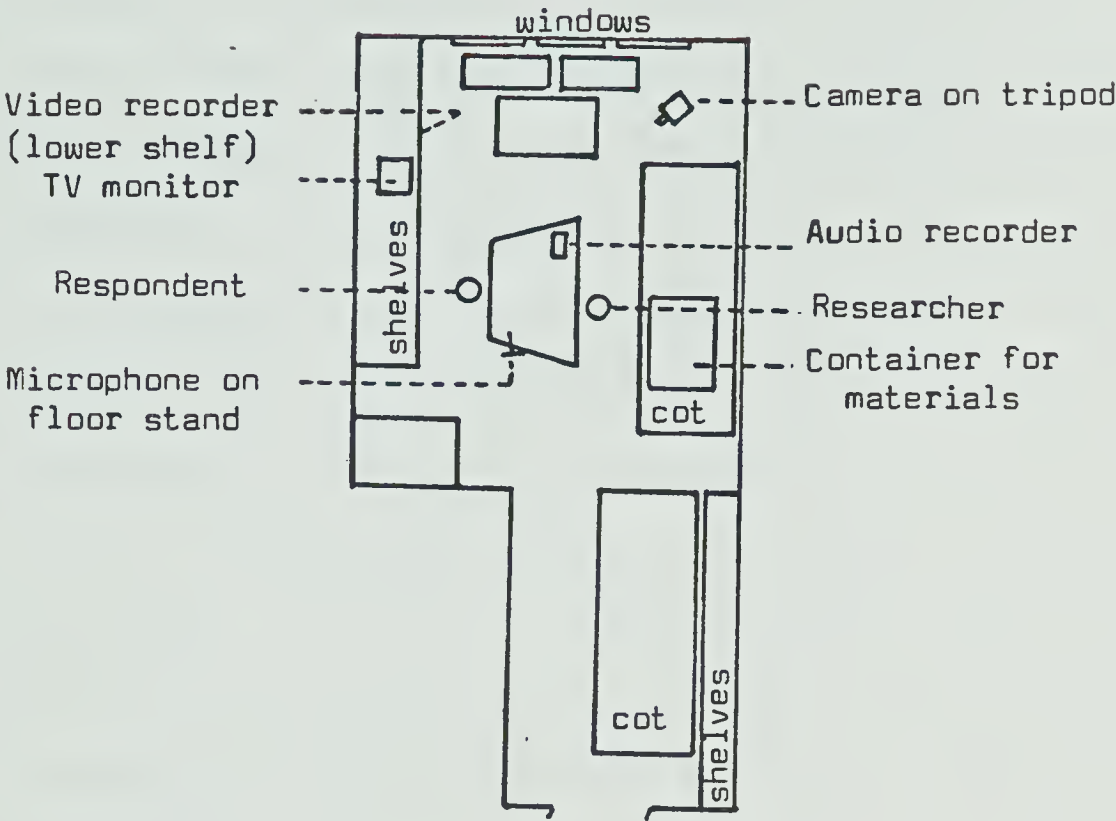 windows
Video recorder
(lower shelf)
TV monitor
Respondent
Microphone on
floor stand
shelves
Camera on tripod
Audio recorder
Researcher
Container for
materials
cot
cot
shelves